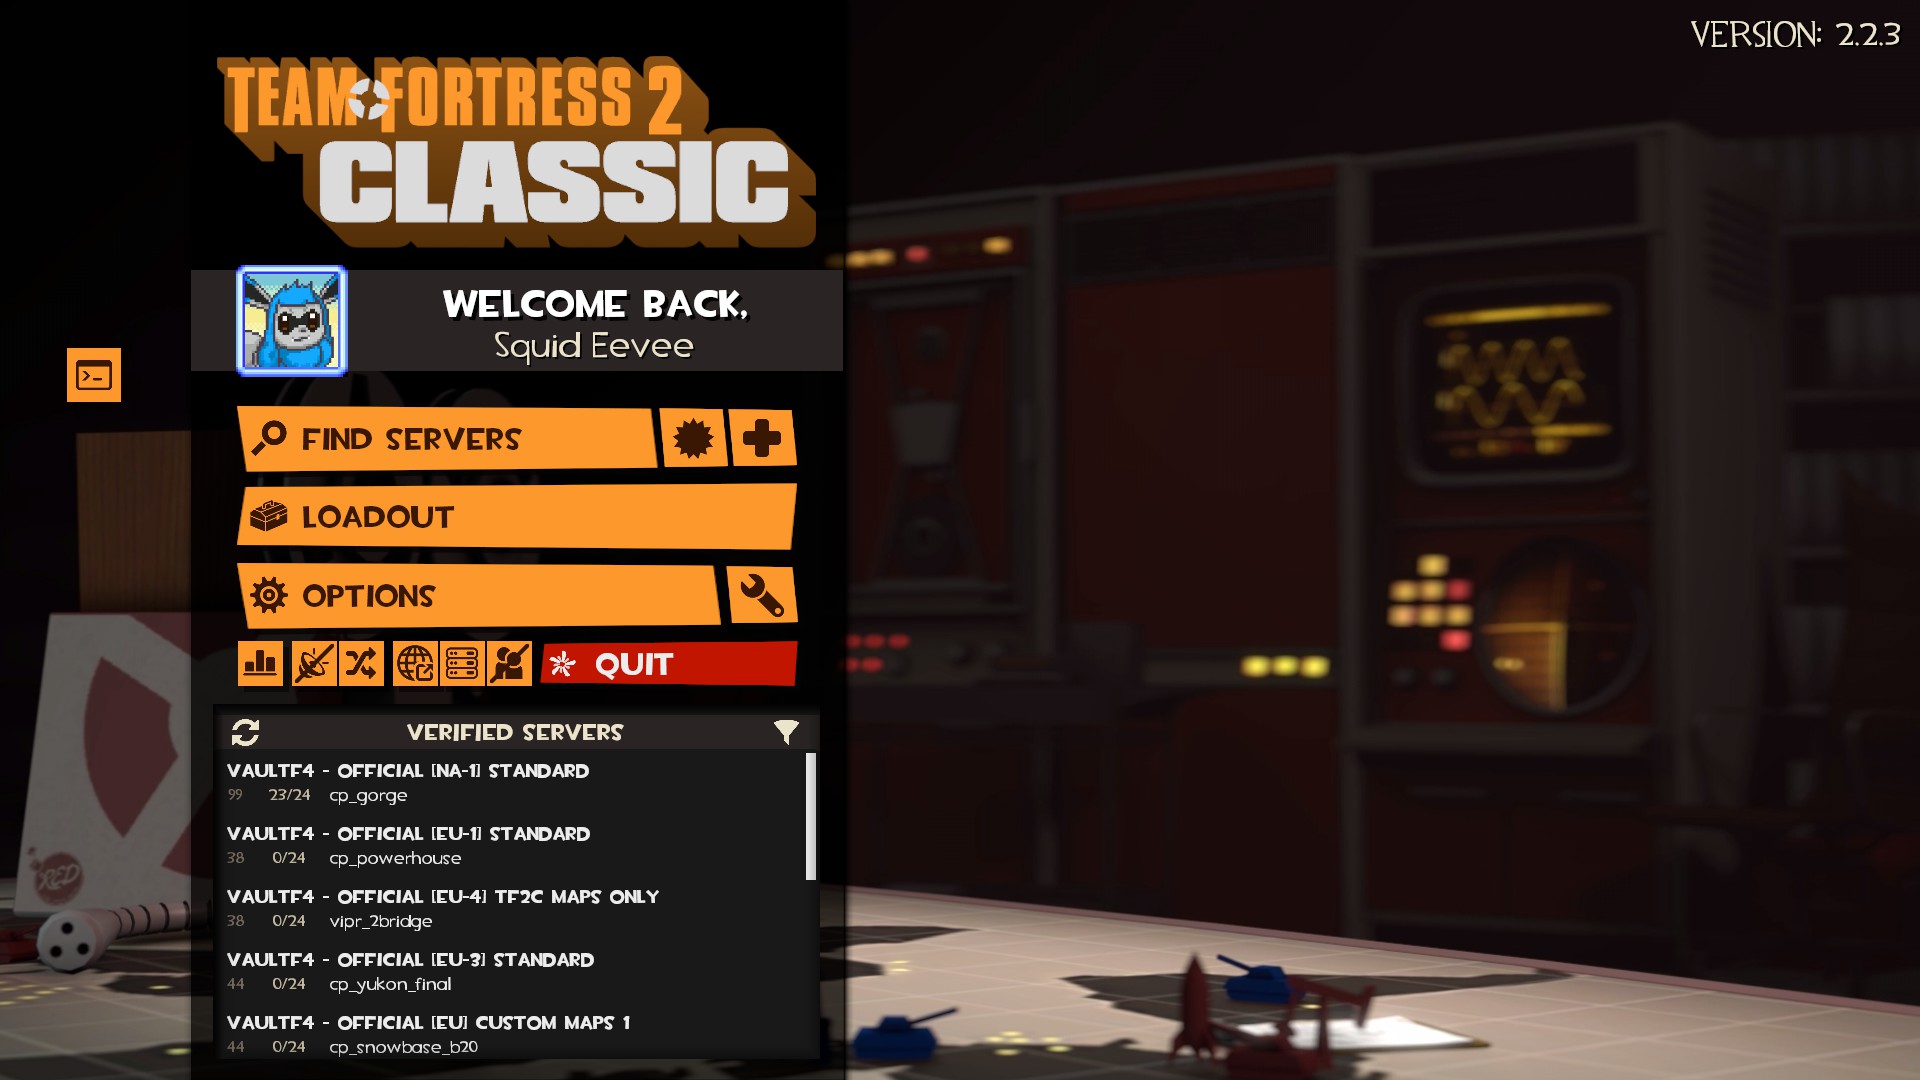 VERSION: 2.2.3
TEAM FORTRESS 2
CLASSIC
WELCOME BACK,
Squid Eevee
FIND SERVERS
LOADOUT
OPTIONS
QUIT
VERIFIED SERVERS
VAULTF4 - OFFICIAL [NA-1] STANDARD
99 23/24 cp_gorge
VAULTF4 - OFFICIAL [EU-1] STANDARD
38 0/24 cp_powerhouse
VAULTF4 - OFFICIAL [EU-4] TF2C MAPS ONLY
38 0/24 vipr_2bridge
VAULTF4 - OFFICIAL [EU-3] STANDARD
44 0/24 cp_yukon_final
VAULTF4 - OFFICIAL [EU] CUSTOM MAPS 1
44 0/24 cp_snowbase_b20
RED